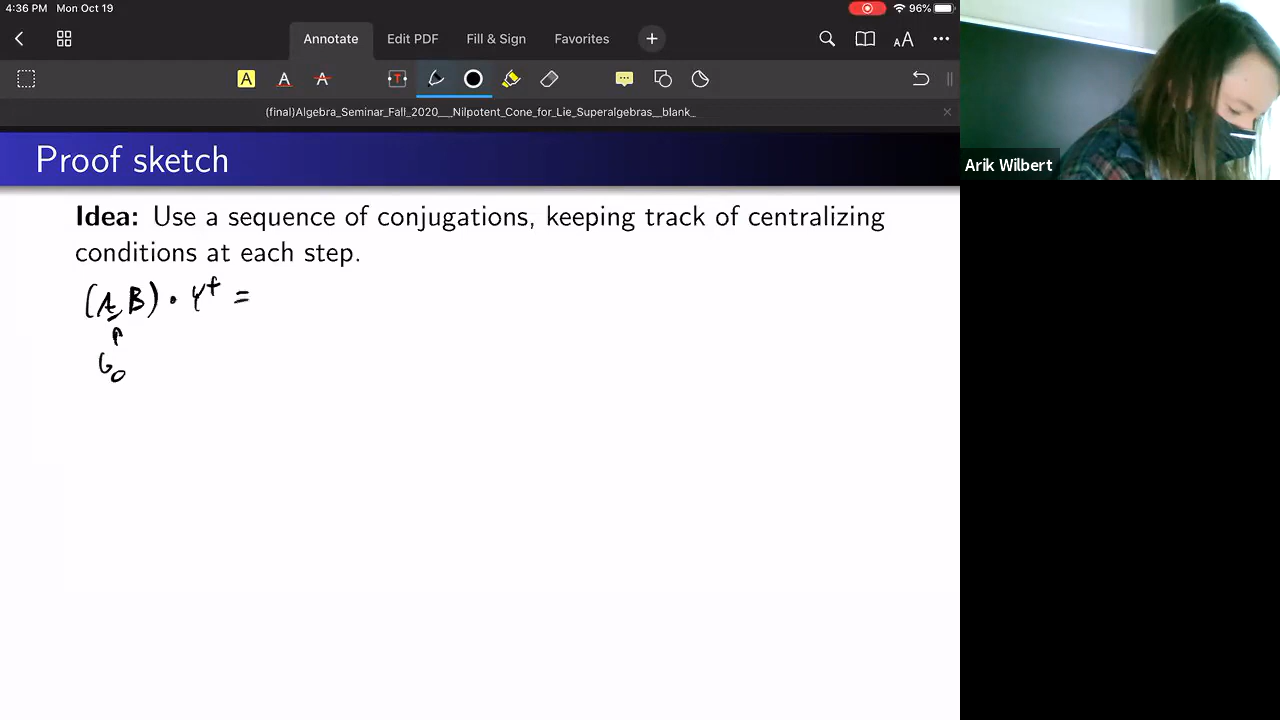 4:36 PM Mon Oct 19
96%
Annotate Edit PDF Fill & Sign Favorites
(final)Algebra_Seminar_Fall_2020___Nilpotent_Cone_for_Lie_Superalgebras__blank_
Arik Wilbert
Proof sketch
Idea: Use a sequence of conjugations, keeping track of centralizing
conditions at each step.
(A, B) · Y⁺ =
↑
G₀